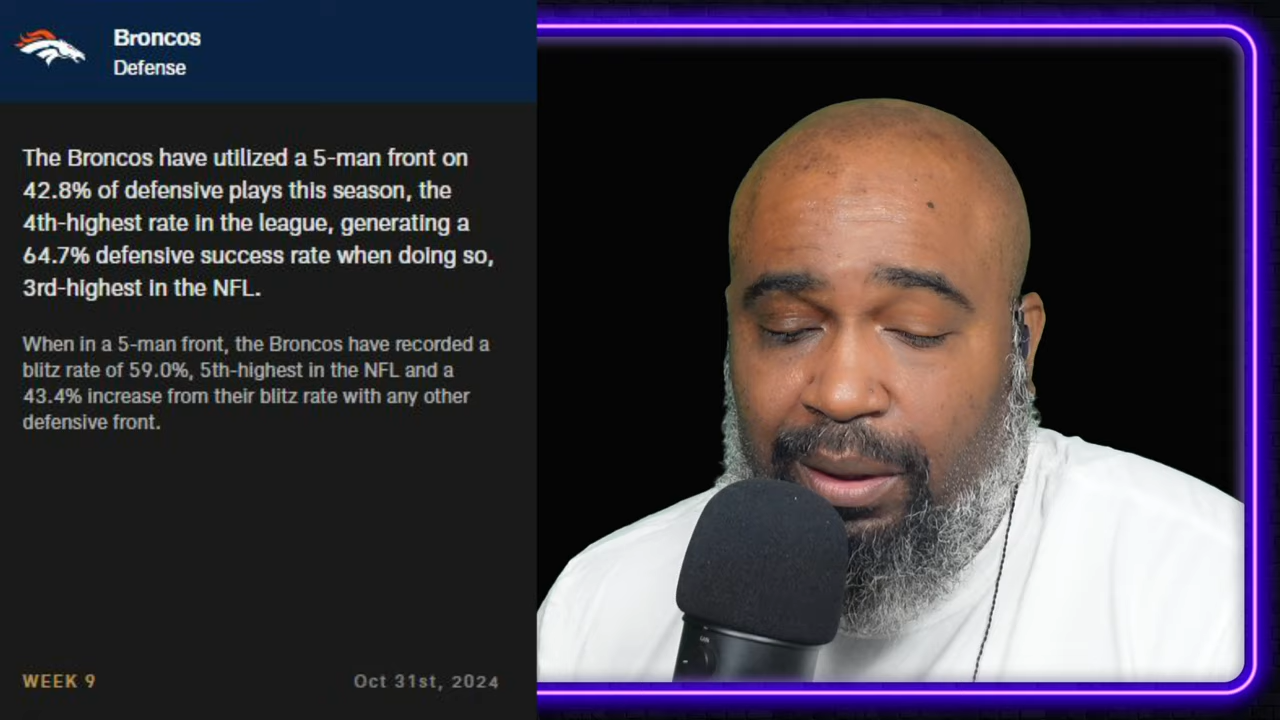 Broncos
Defense
The Broncos have utilized a 5-man front on
42.8% of defensive plays this season, the
4th-highest rate in the league, generating a
64.7% defensive success rate when doing so,
3rd-highest in the NFL.
When in a 5-man front, the Broncos have recorded a
blitz rate of 59.0%, 5th-highest in the NFL and a
43.4% increase from their blitz rate with any other
defensive front.
WEEK 9
Oct 31st, 2024